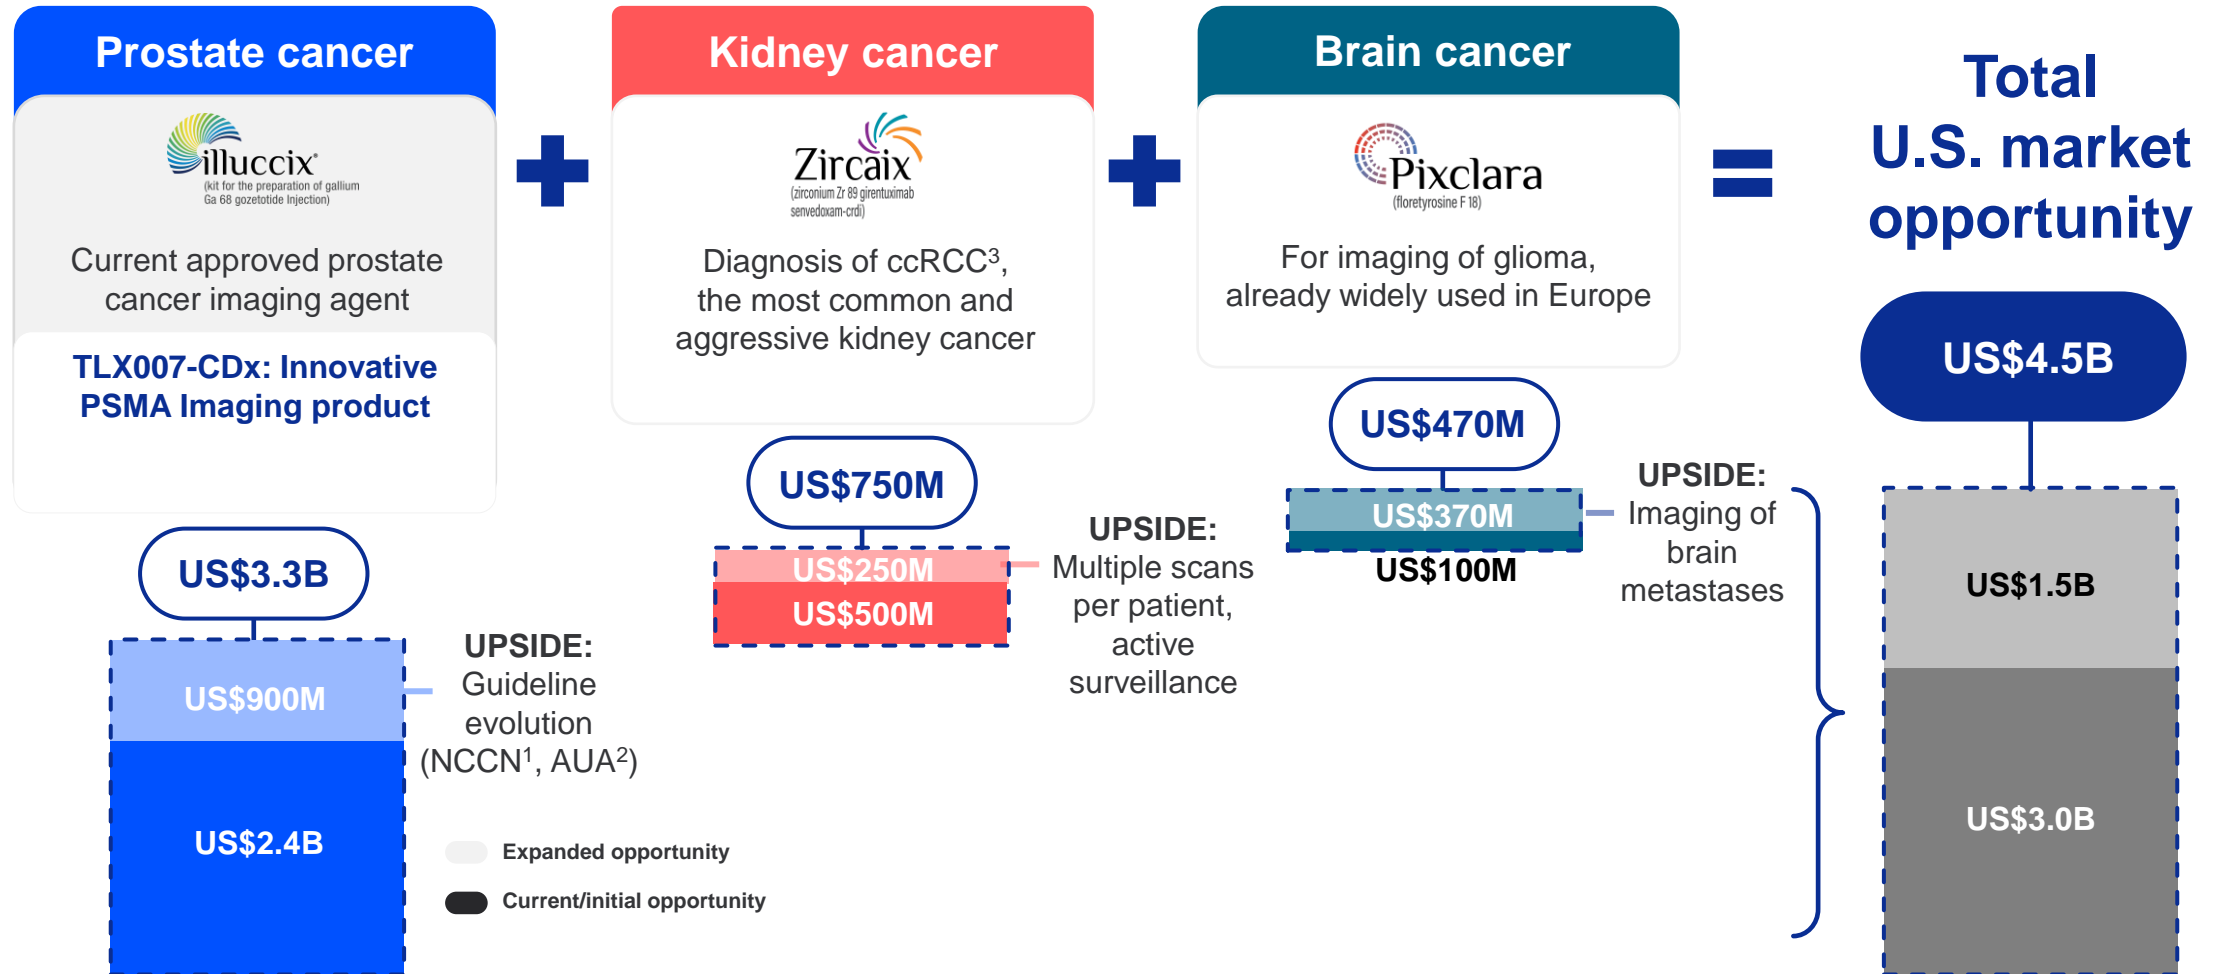 Prostate cancer
illuccix®
(kit for the preparation of gallium
Ga 68 gozetotide Injection)
Current approved prostate
cancer imaging agent
TLX007-CDx: Innovative
PSMA Imaging product
US$3.3B
US$900M
US$2.4B
UPSIDE:
Guideline
evolution
(NCCN¹, AUA²)
Kidney cancer
Zircaix
(zirconium Zr 89 girentuximab
senvedoxam-crdi)
Diagnosis of ccRCC³,
the most common and
aggressive kidney cancer
US$750M
US$250M
US$500M
UPSIDE:
Multiple scans
per patient,
active
surveillance
Brain cancer
Pixclara
(floretyrosine F 18)
For imaging of glioma,
already widely used in Europe
US$470M
US$370M
US$100M
UPSIDE:
Imaging of
brain
metastases
Total
U.S. market
opportunity
US$4.5B
US$1.5B
US$3.0B
Expanded opportunity
Current/initial opportunity